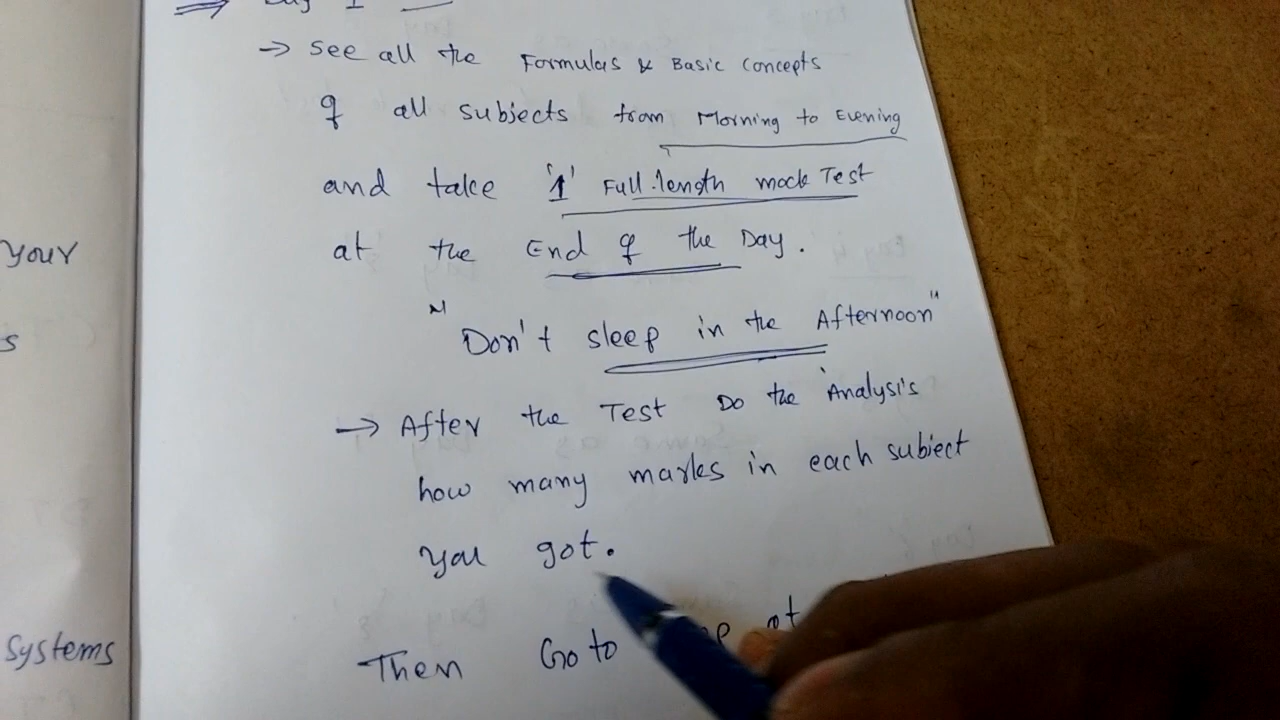 Day 1
→ See all the Formulas & Basic Concepts
of all subjects from Morning to Evening
and take '1' Full-length mock Test
at the End of the Day.
"Don't sleep in the Afternoon"
→ After the Test Do the Analysis
how many marks in each subject
you got.
Then Go to
your
s
Systems